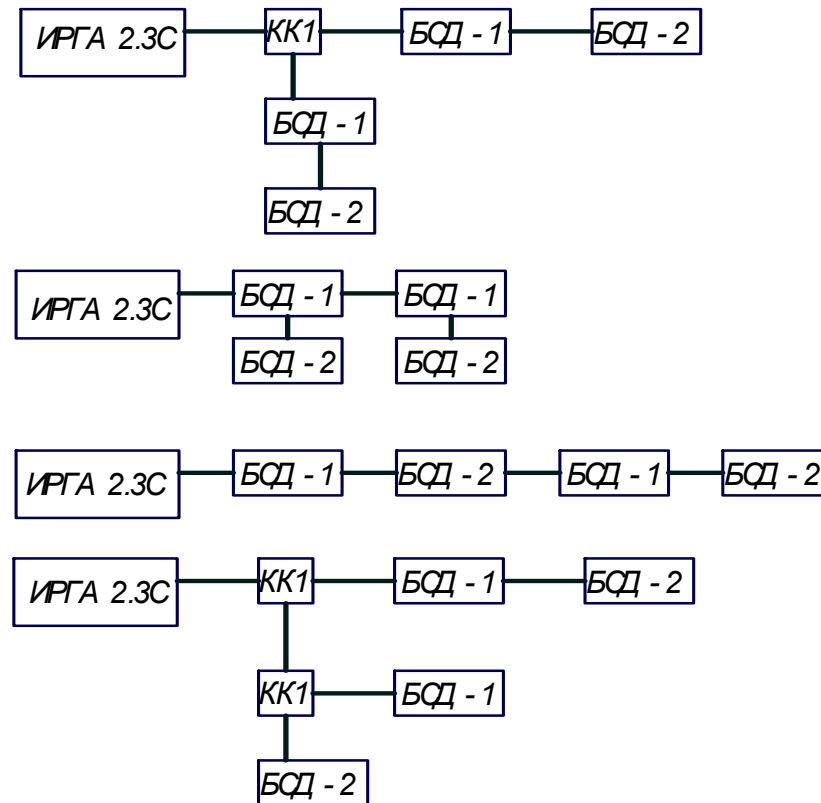 ИРГА 2.3С КК1 БСД - 1 БСД - 2
БСД - 1
БСД - 2
ИРГА 2.3С БСД - 1 БСД - 1
БСД - 2 БСД - 2
ИРГА 2.3С БСД - 1 БСД - 2 БСД - 1 БСД - 2
ИРГА 2.3С КК1 БСД - 1 БСД - 2
КК1 БСД - 1
БСД - 2